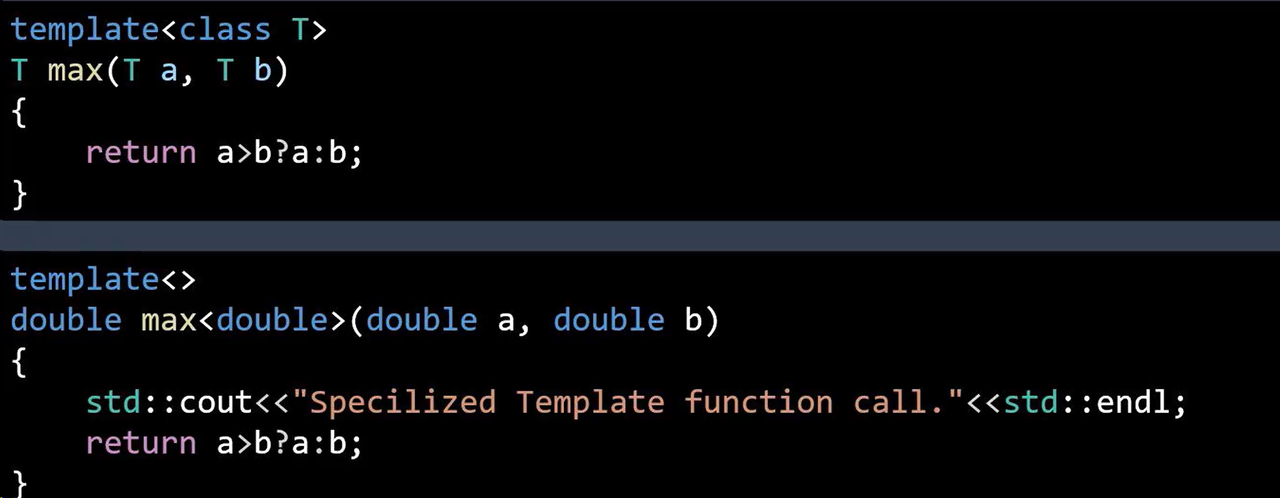 template<class T>
T max(T a, T b)
{
    return a>b?a:b;
}
template<>
double max<double>(double a, double b)
{
    std::cout<<"Specilized Template function call."<<std::endl;
    return a>b?a:b;
}